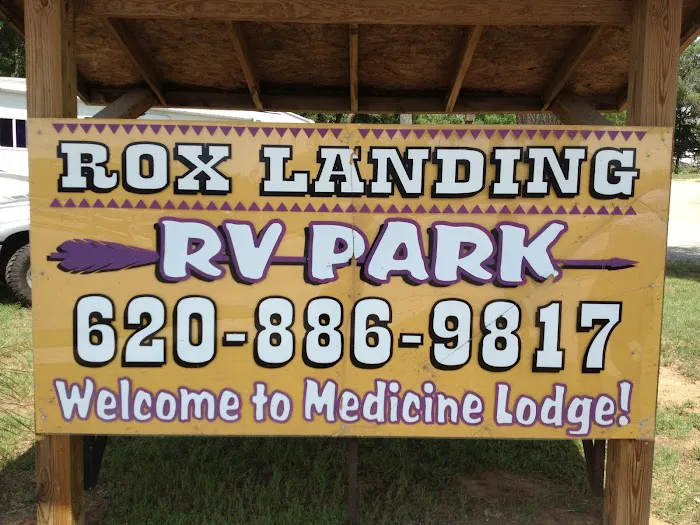 ROX LANDING
RV PARK
620-886-9817
Welcome to Medicine Lodge!